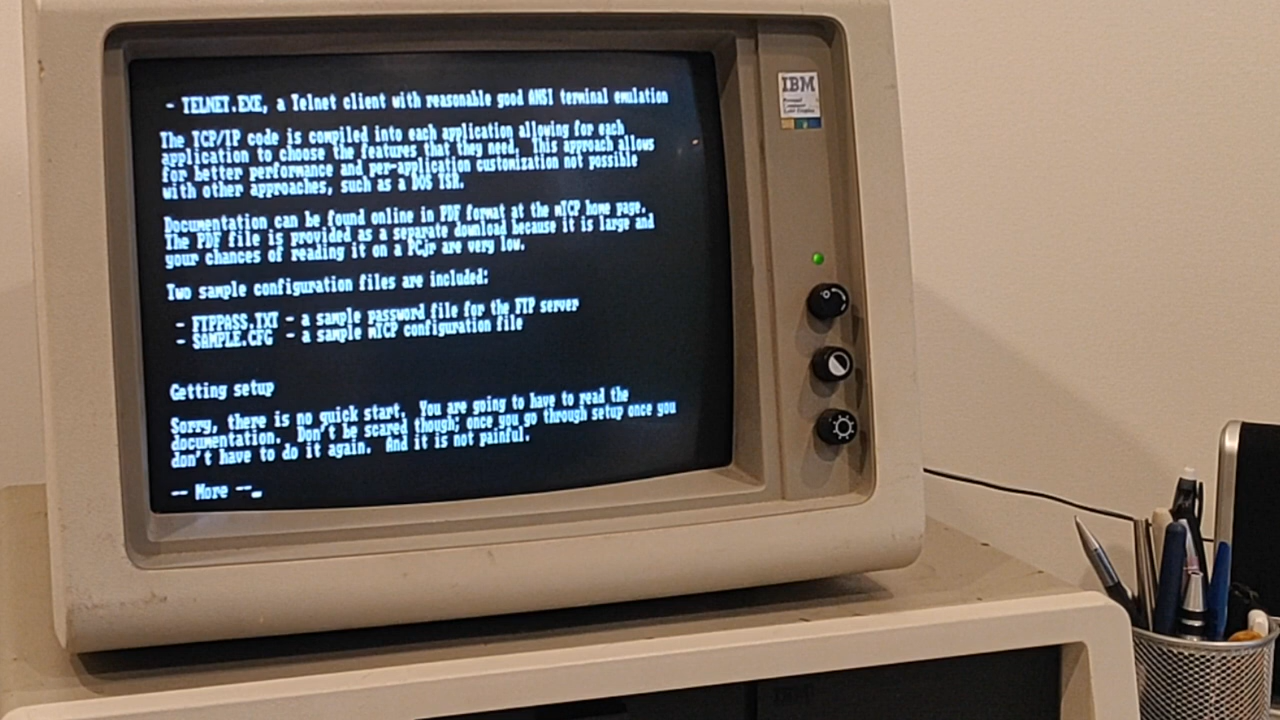 - TELNET.EXE, a Telnet client with reasonable good ANSI terminal emulation
The TCP/IP code is compiled into each application allowing for each
application to choose the features that they need.  This approach allows
for better performance and per-application customization not possible
with other approaches, such as a DOS TSR.
Documentation can be found online in PDF format at the mTCP home page.
The PDF file is provided as a separate download because it is large and
your chances of reading it on a PCjr are very low.
Two sample configuration files are included:
- FTPPASS.TXT - a sample password file for the FTP server
- SAMPLE.CFG  - a sample mTCP configuration file
Getting setup
Sorry, there is no quick start.  You are going to have to read the
documentation.  Don't be scared though; once you go through setup once you
don't have to do it again.  And it is not painful.
-- More --_
IBM
Personal
Computer
Color Display